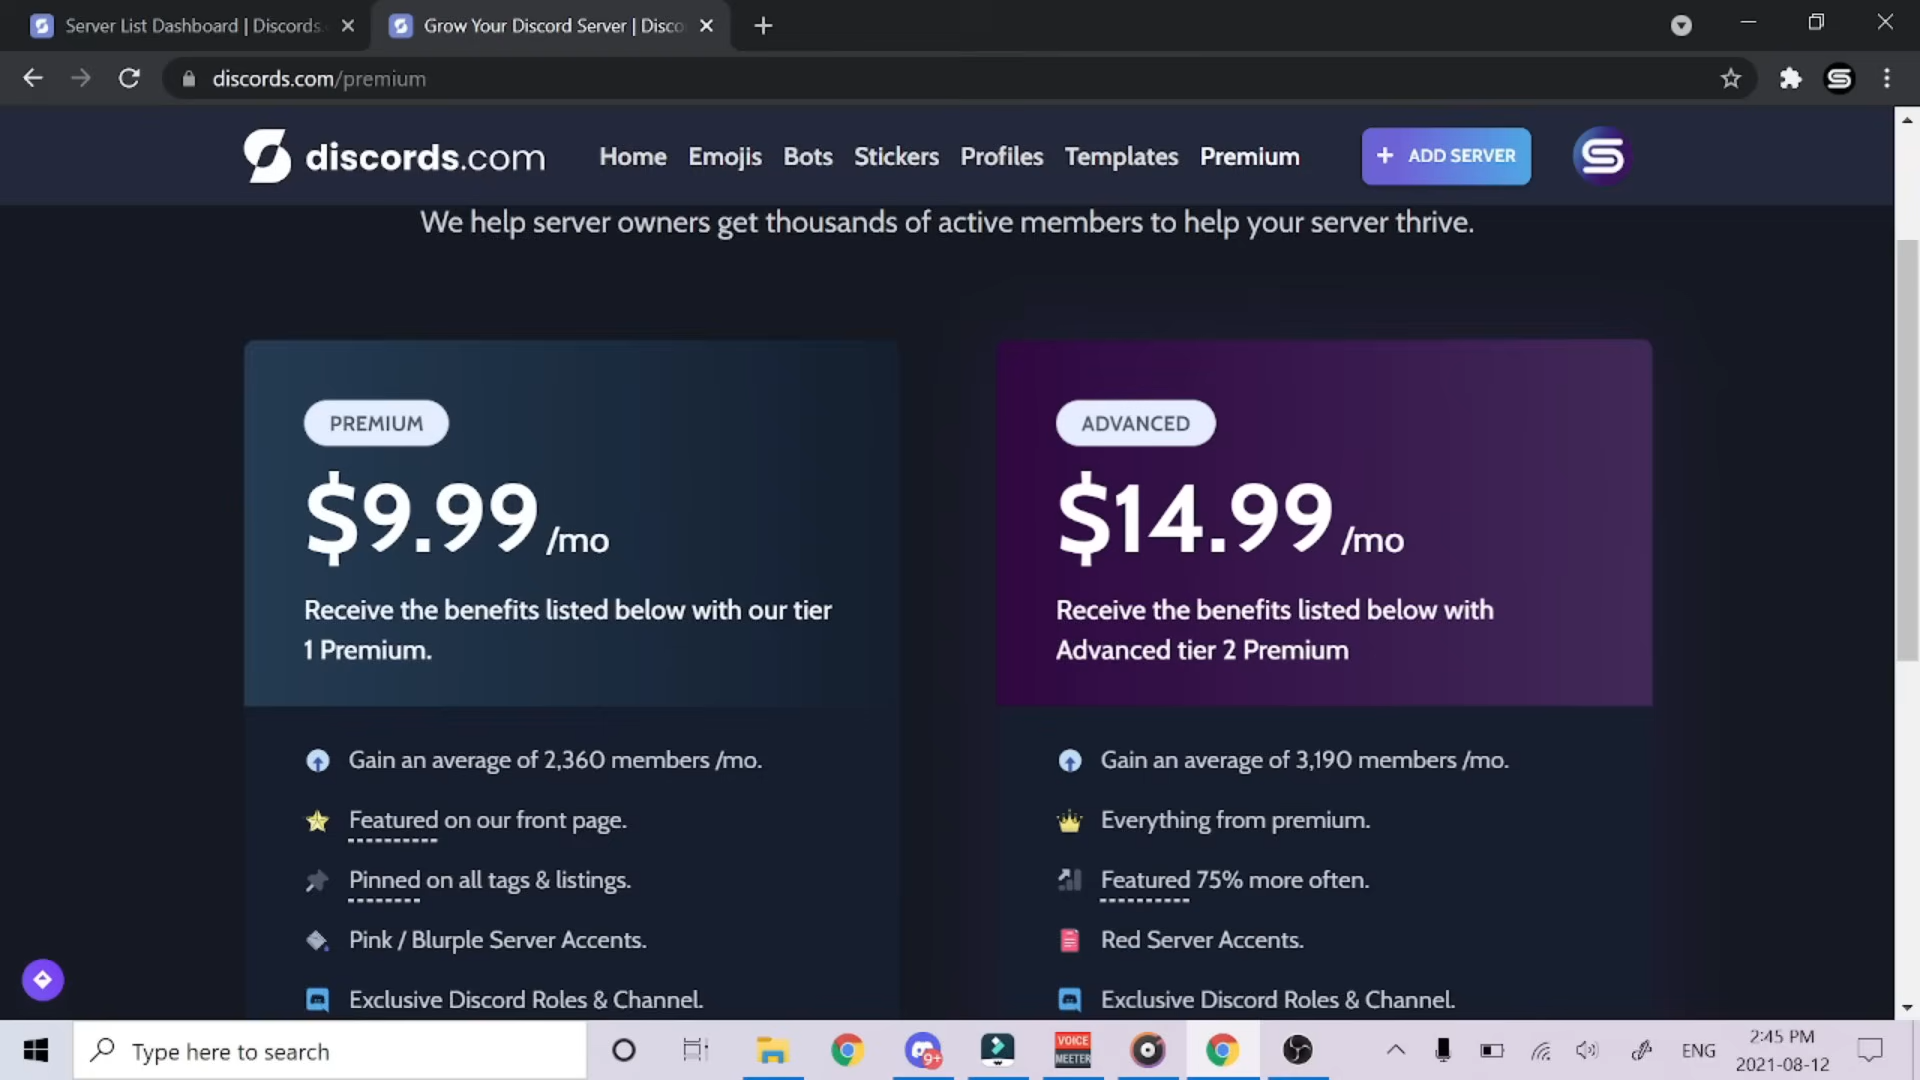 Server List Dashboard | Discords.
Grow Your Discord Server | Disco
discords.com/premium
discords.com
Home
Emojis
Bots
Stickers
Profiles
Templates
Premium
+ ADD SERVER
We help server owners get thousands of active members to help your server thrive.
PREMIUM
$9.99 /mo
Receive the benefits listed below with our tier
1 Premium.
Gain an average of 2,360 members /mo.
Featured on our front page.
Pinned on all tags & listings.
Pink / Blurple Server Accents.
Exclusive Discord Roles & Channel.
ADVANCED
$14.99 /mo
Receive the benefits listed below with
Advanced tier 2 Premium
Gain an average of 3,190 members /mo.
Everything from premium.
Featured 75% more often.
Red Server Accents.
Exclusive Discord Roles & Channel.
Type here to search
9+
VOICE
MEETER
ENG
2:45 PM
2021-08-12